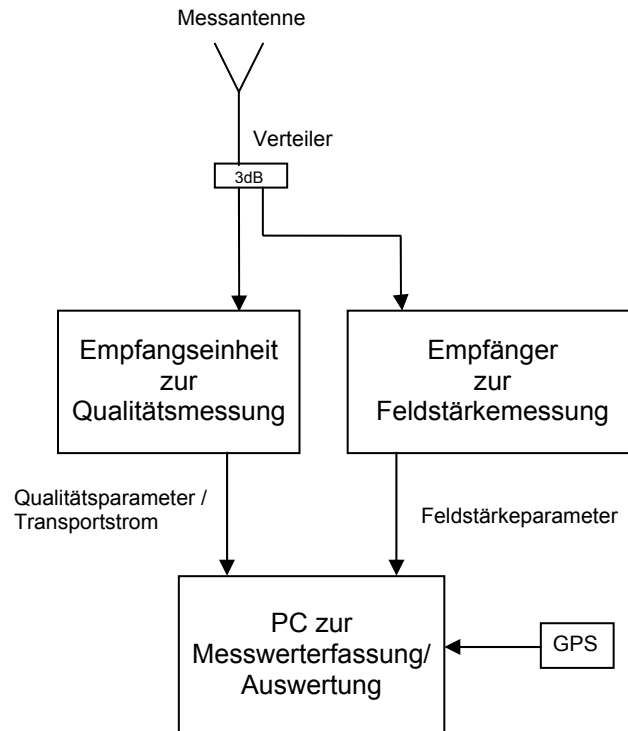 Messantenne
Verteiler
3dB
Empfangseinheit
zur
Qualitätsmessung
Empfänger
zur
Feldstärkemessung
Qualitätsparameter /
Transportstrom
Feldstärkeparameter
PC zur
Messwerterfassung/
Auswertung
GPS